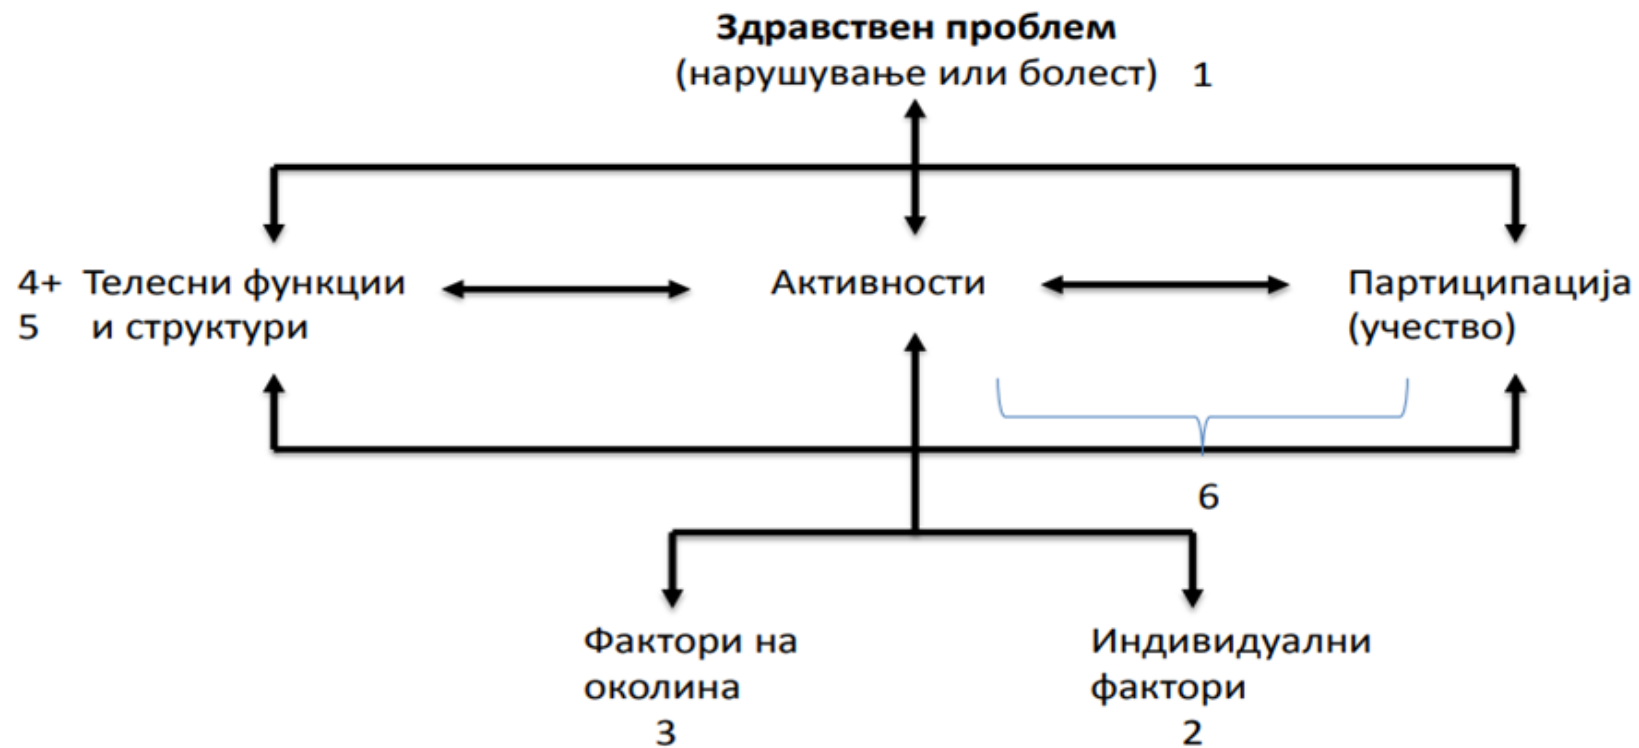 Здравствен проблем
(нарушување или болест) 1
4+ Телесни функции
5 и структури
Активности
Партиципација
(учество)
6
Фактори на
околина
3
Индивидуални
фактори
2